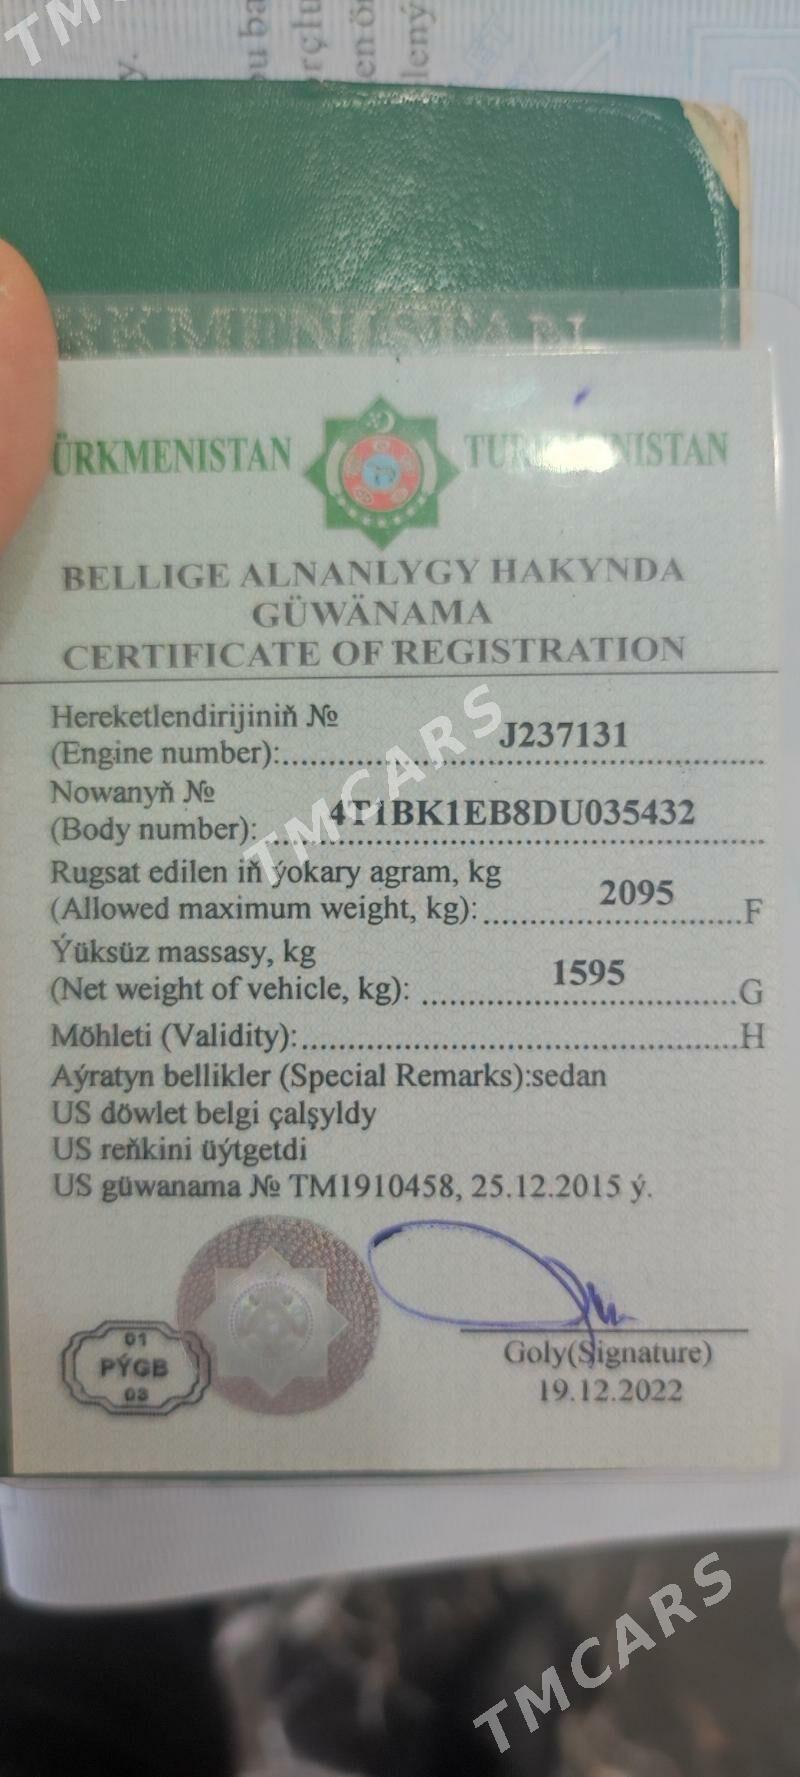 TMCARS
TÜRKMENISTAN
BELLIGE ALNANLYGY HAKYNDA
GÜWÄNAMA
CERTIFICATE OF REGISTRATION
Hereketlendirijiniň №
(Engine number):
J237131
Nowanyň №
(Body number):
4T1BK1EB8DU035432
Rugsat edilen iň ýokary agram, kg
(Allowed maximum weight, kg):
2095
F
Ýüksüz massasy, kg
(Net weight of vehicle, kg):
1595
G
Möhleti (Validity):
H
Aýratyn bellikler (Special Remarks):sedan
US döwlet belgi çalşyldy
US reňkini üýtgetdi
US güwanama № TM1910458, 25.12.2015 ý.
01
PÝGB
03
Goly(Signature)
19.12.2022
TMCARS